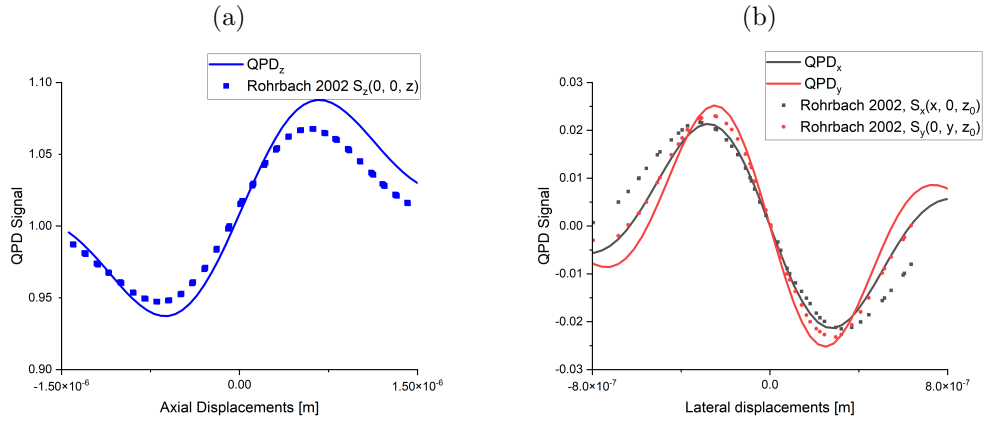 (a)
QPDz
Rohrbach 2002 Sz(0, 0, z)
1.10
1.05
1.00
0.95
0.90
QPD Signal
-1.50×10-6
0.00
1.50×10-6
Axial Displacements [m]
(b)
QPDx
QPDy
Rohrbach 2002, Sx(x, 0, z0)
Rohrbach 2002, Sy(0, y, z0)
0.03
0.02
0.01
0.00
-0.01
-0.02
-0.03
QPD Signal
-8.0×10-7
0.0
8.0×10-7
Lateral displacements [m]